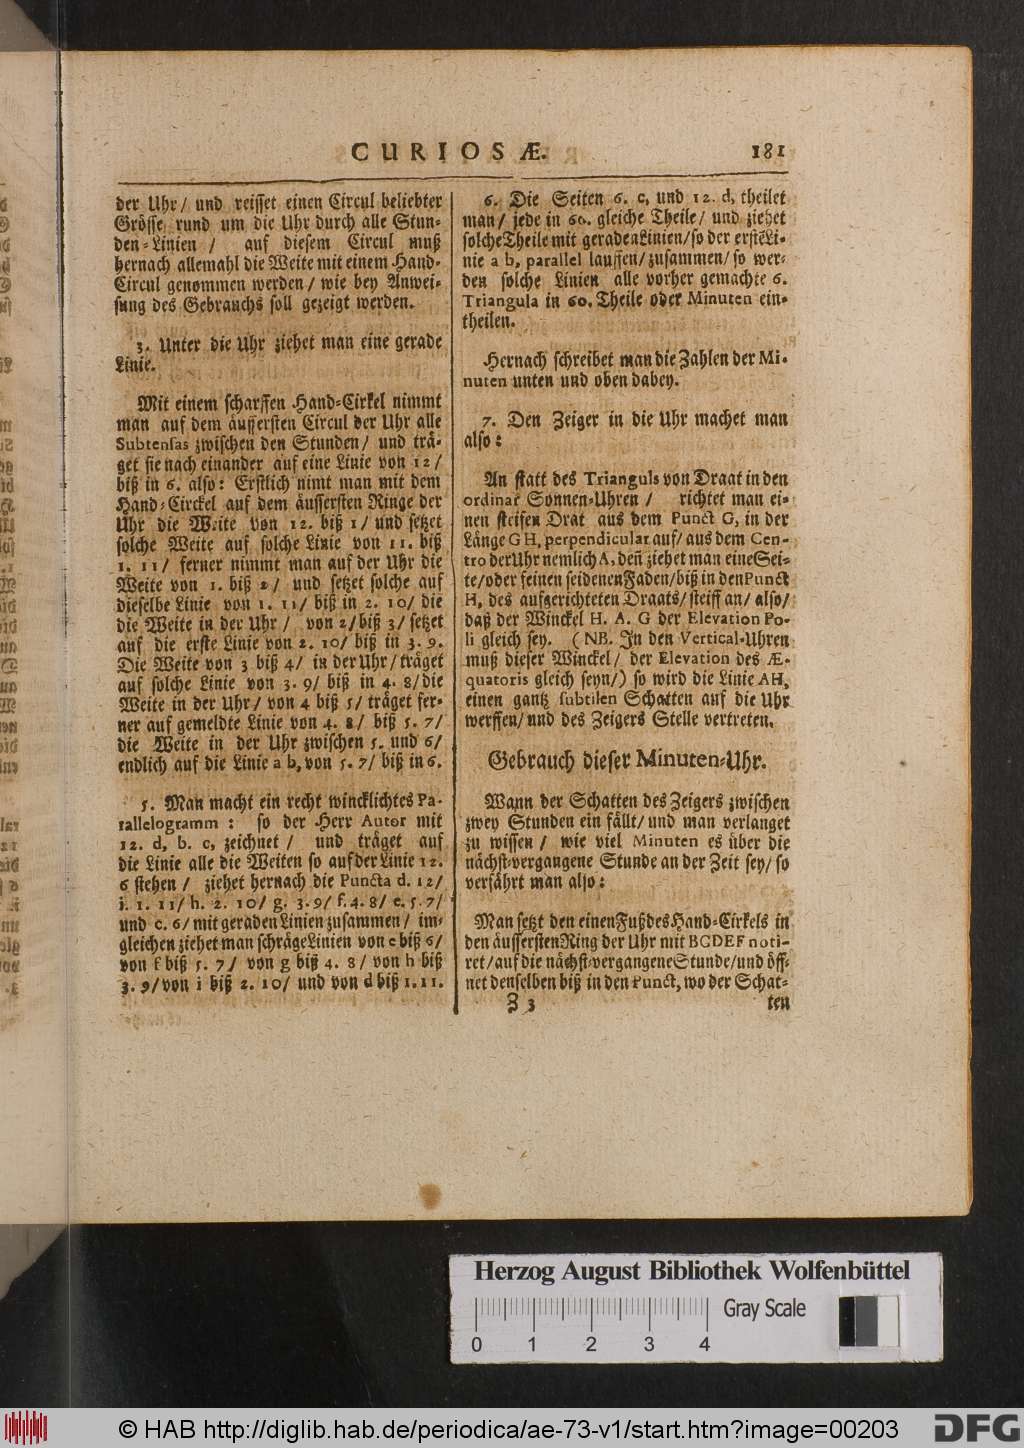 CURIOSÆ.
181
der Uhr/ und reisset einen Circul beliebter
Grösse rund um die Uhr durch alle Stun-
den-Linien / auf diesem Circul muß
hernach allemahl die Weite mit einem Hand-
Circul genommen werden/ wie bey Anwei-
sung des Gebrauchs soll gezeigt werden.
3. Unter die Uhr ziehet man eine gerade
Linie.
Mit einem scharffen Hand-Cirkel nimmt
man auf dem äussersten Circul der Uhr alle
Subtensas zwischen den Stunden/ und trä-
get sie nach einander auf eine Linie von 12/
biß in 6. also: Erstlich nimt man mit dem
Hand-Circkel auf dem äussersten Ringe der
Uhr die Weite von 12. biß 1/ und setzet
solche Weite auf solche Linie von 11. biß
1. 11/ ferner nimmt man auf der Uhr die
Weite von 1. biß 2/ und setzet solche auf
dieselbe Linie von 1. 11/ biß in 2. 10/ die
die Weite in der Uhr / von 2/ biß 3/ setzet
auf die erste Linie von 2. 10/ biß in 3. 9.
Die Weite von 3 biß 4/ in der Uhr/ träget
auf solche Linie von 3. 9/ biß in 4. 8/ die
Weite in der Uhr/ von 4 biß 5/ träget fer-
ner auf gemeldte Linie von 4. 8/ biß 5. 7/
die Weite in der Uhr zwischen 5. und 6/
endlich auf die Linie a b, von 5. 7/ biß in 6.
5. Man macht ein recht wincklichtes Pa-
rallelogramm : so der Herr Autor mit
12. d, b. c, zeichnet / und träget auf
die Linie alle die Weiten so auf der Linie 12.
6 stehen / ziehet hernach die Puncta d. 12/
i. 1. 11/ h. 2. 10/ g. 3. 9/ f. 4. 8/ e. 5. 7/
und c. 6/ mit geraden Linien zusammen/ im-
gleichen ziehet man schräge Linien von c biß 6/
von f biß 5. 7/ von g biß 4. 8/ von h biß
3. 9/ von i biß 2. 10/ und von d biß 1. 11.
6. Die Seiten 6. c, und 12. d, theilet
man/ jede in 60. gleiche Theile/ und ziehet
solche Theile mit geraden Linien/ so der erstē Li-
nie a b, parallel lauffen/ zusammen/ so wer-
den solche Linien alle vorher gemachte 6.
Triangula in 60. Theile oder Minuten ein-
theilen.
Hernach schreibet man die Zahlen der Mi-
nuten unten und oben dabey.
7. Den Zeiger in die Uhr machet man
also:
An statt des Trianguls von Draat in den
ordinar Sonnen-Uhren / richtet man ei-
nen steifen Drat aus dem Punct G, in der
Länge G H, perpendicular auf/ aus dem Cen-
tro der Uhr nemlich A, deñ ziehet man eine Sei-
te/ oder feinen seidenen Faden/ biß in den Punct
H, des aufgerichteten Draats/ steiff an/ also/
daß der Winckel H. A. G der Elevation Po-
li gleich sey. ( NB. In den Vertical-Uhren
muß dieser Winckel/ der Elevation des Æ-
quatoris gleich seyn/) so wird die Linie AH,
einen gantz subtilen Schatten auf die Uhr
werffen/ und des Zeigers Stelle vertreten.
Gebrauch dieser Minuten-Uhr.
Wann der Schatten des Zeigers zwischen
zwey Stunden ein fällt/ und man verlanget
zu wissen / wie viel Minuten es über die
nächst-vergangene Stunde an der Zeit sey/ so
verfährt man also:
Man setzt den einen Fuß des Hand-Cirkels in
den äussersten Ring der Uhr mit BCDEF noti-
ret/ auf die nächst-vergangene Stunde/ und öff-
net denselben biß in den Punct, wo der Schat-
Z 3
ten
Herzog August Bibliothek Wolfenbüttel
Gray Scale
0 1 2 3 4
© HAB http://diglib.hab.de/periodica/ae-73-v1/start.htm?image=00203
DFG